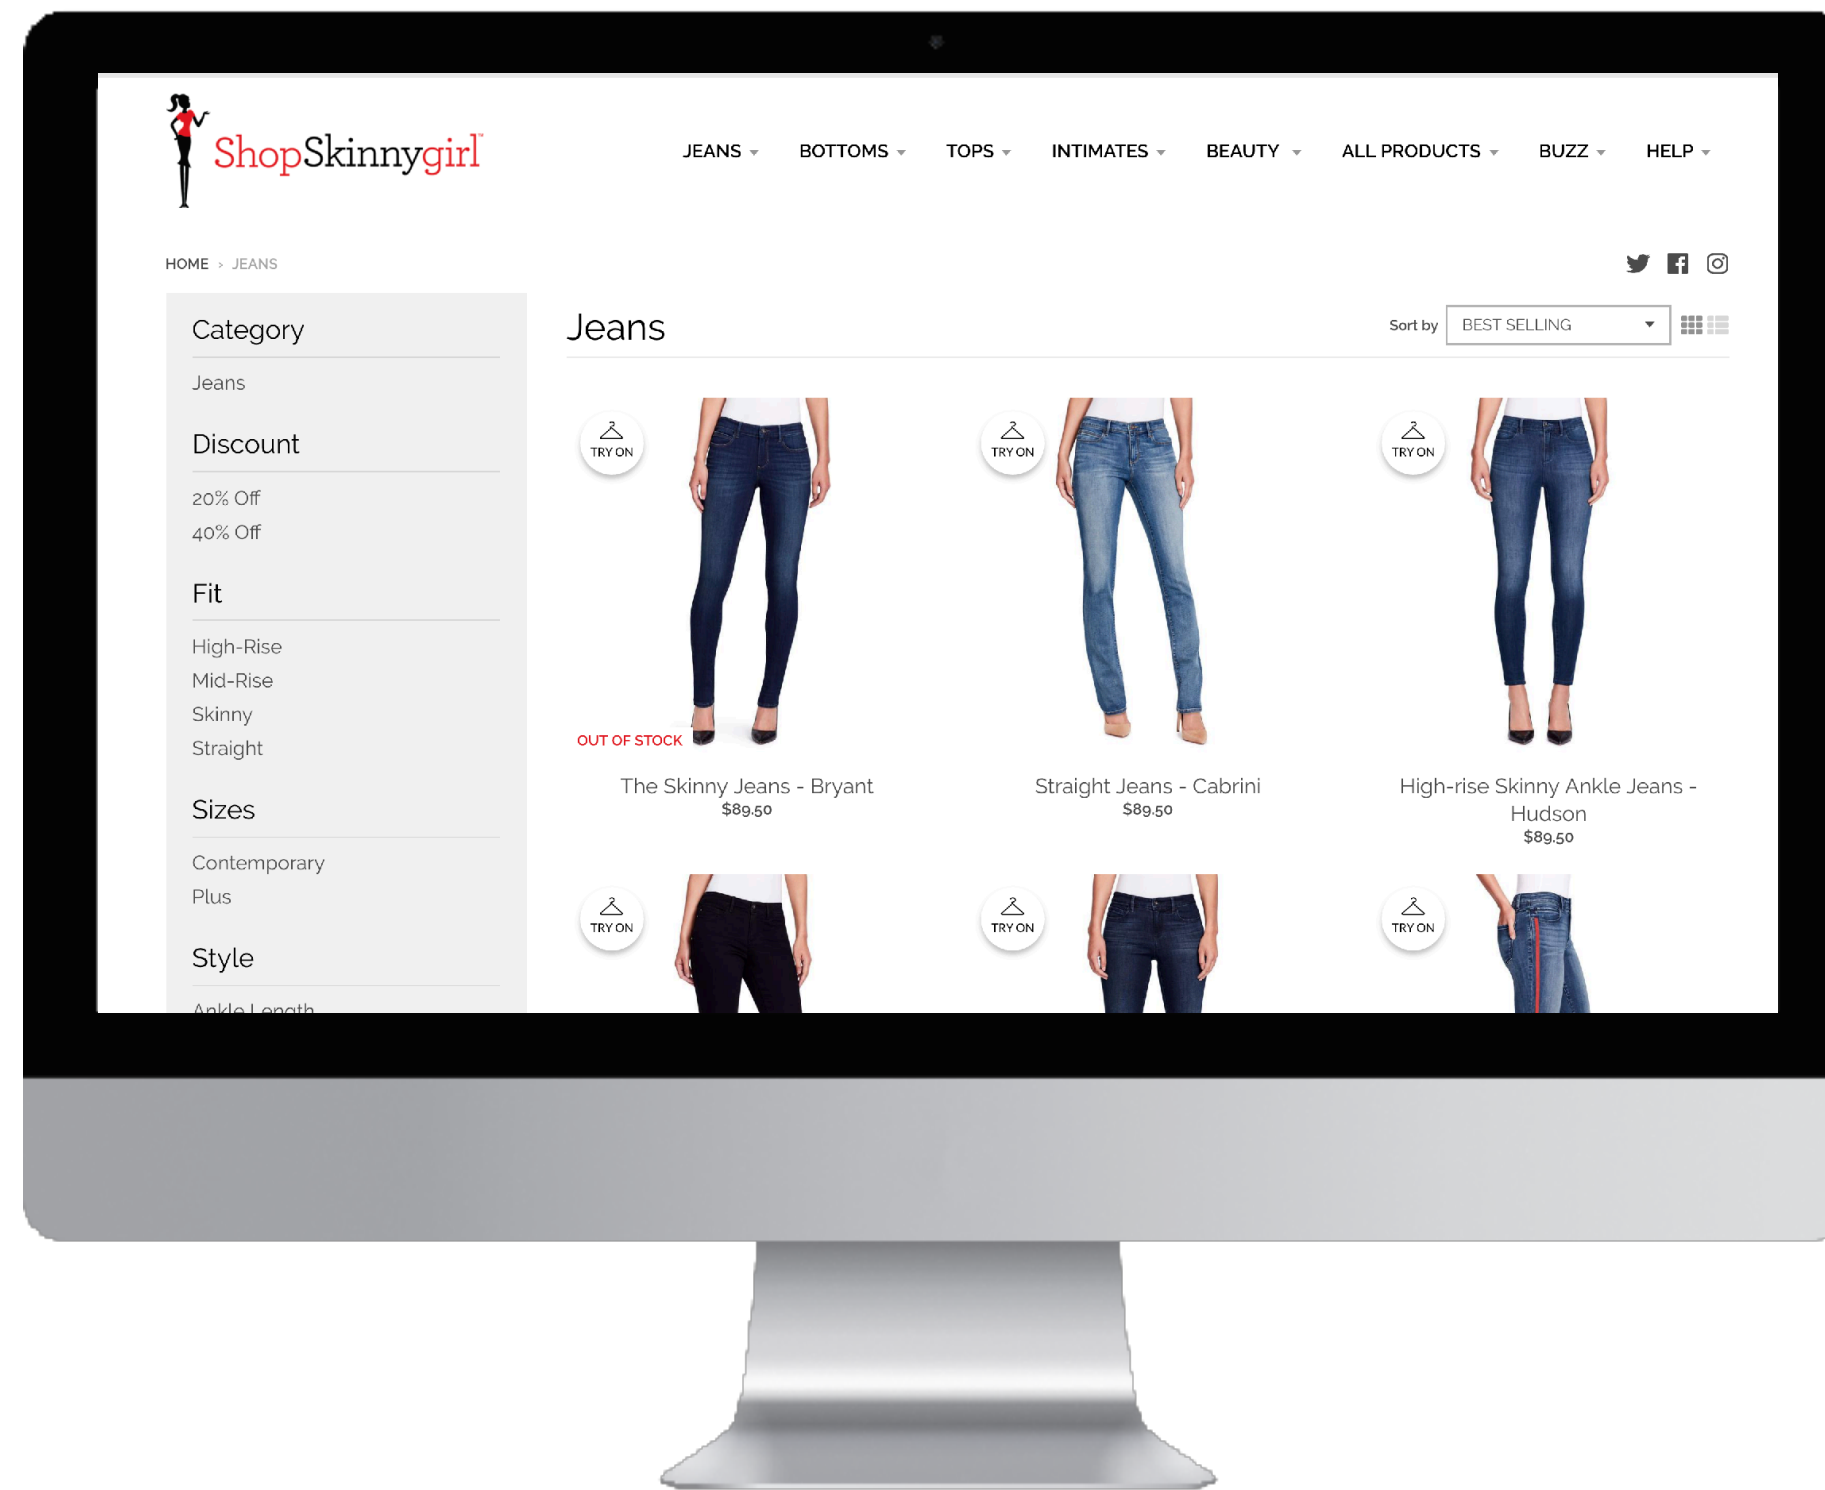 ShopSkinnygirl™
JEANS BOTTOMS TOPS INTIMATES BEAUTY ALL PRODUCTS BUZZ HELP
HOME > JEANS
Category
Jeans
Discount
20% Off
40% Off
Fit
High-Rise
Mid-Rise
Skinny
Straight
Sizes
Contemporary
Plus
Style
Ankle Length
Jeans
Sort by BEST SELLING
TRY ON
OUT OF STOCK
The Skinny Jeans - Bryant
$89.50
TRY ON
Straight Jeans - Cabrini
$89.50
TRY ON
High-rise Skinny Ankle Jeans -
Hudson
$89.50
TRY ON
TRY ON
TRY ON